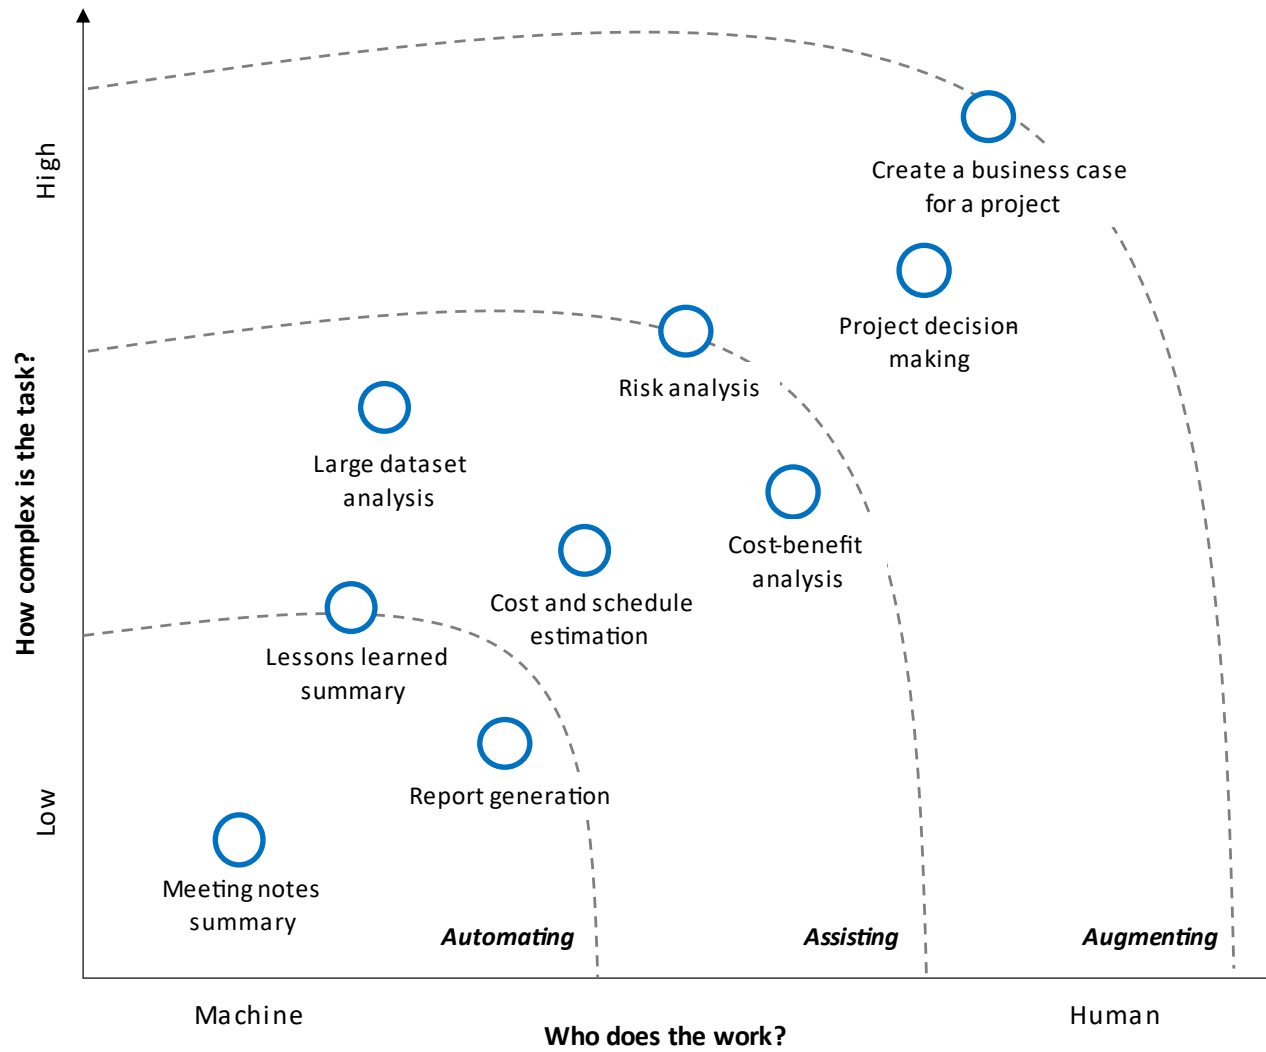 High
Create a business case
for a project
Project decision
making
How complex is the task?
Risk analysis
Large dataset
analysis
Cost-benefit
analysis
Cost and schedule
estimation
Lessons learned
summary
Report generation
Low
Meeting notes
summary
Automating
Assisting
Augmenting
Machine
Human
Who does the work?